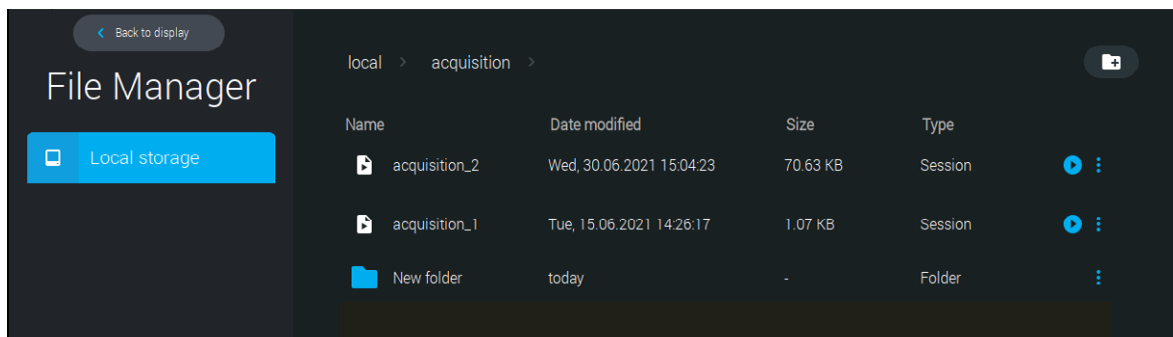 Back to display
File Manager
Local storage
local > acquisition >
Name Date modified Size Type
acquisition_2 Wed, 30.06.2021 15:04:23 70.63 KB Session
acquisition_1 Tue, 15.06.2021 14:26:17 1.07 KB Session
New folder today - Folder